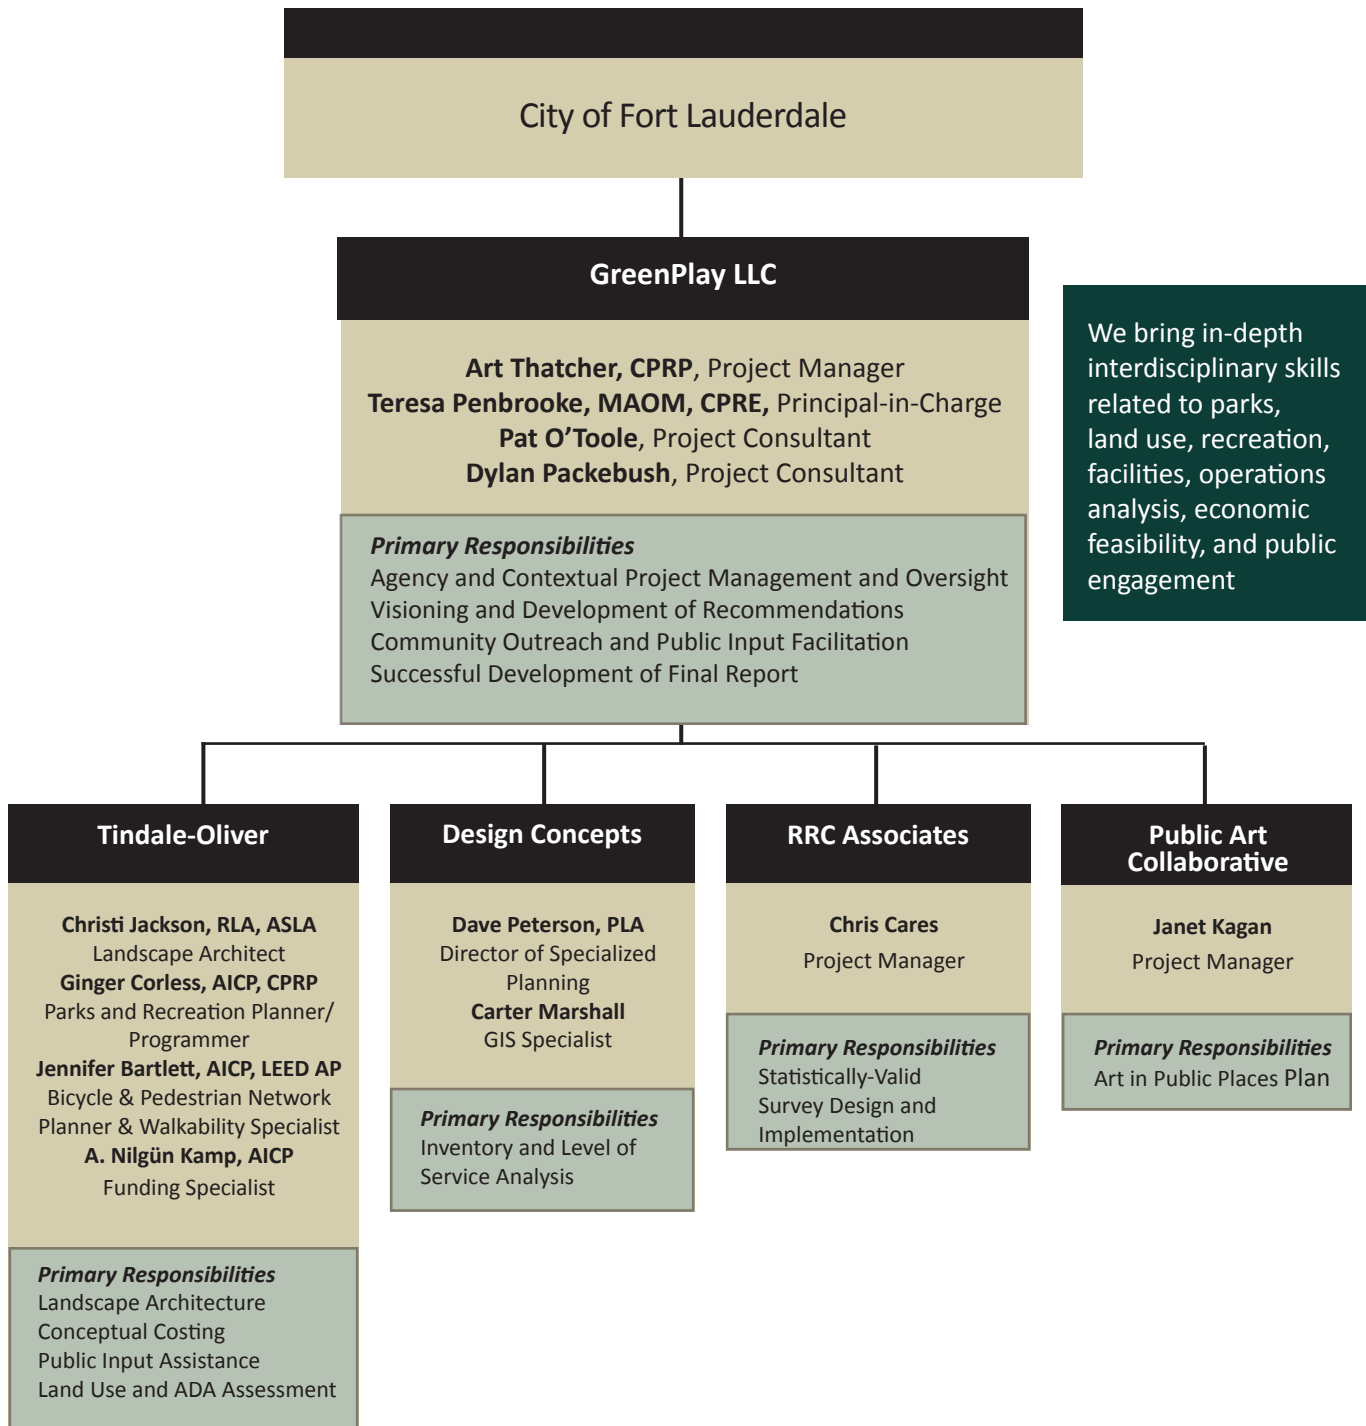 City of Fort Lauderdale
GreenPlay LLC
Art Thatcher, CPRP, Project Manager
Teresa Penbrooke, MAOM, CPRE, Principal-in-Charge
Pat O'Toole, Project Consultant
Dylan Packebush, Project Consultant
Primary Responsibilities
Agency and Contextual Project Management and Oversight
Visioning and Development of Recommendations
Community Outreach and Public Input Facilitation
Successful Development of Final Report
We bring in-depth
interdisciplinary skills
related to parks,
land use, recreation,
facilities, operations
analysis, economic
feasibility, and public
engagement
Tindale-Oliver
Christi Jackson, RLA, ASLA
Landscape Architect
Ginger Corless, AICP, CPRP
Parks and Recreation Planner/
Programmer
Jennifer Bartlett, AICP, LEED AP
Bicycle & Pedestrian Network
Planner & Walkability Specialist
A. Nilgün Kamp, AICP
Funding Specialist
Primary Responsibilities
Landscape Architecture
Conceptual Costing
Public Input Assistance
Land Use and ADA Assessment
Design Concepts
Dave Peterson, PLA
Director of Specialized
Planning
Carter Marshall
GIS Specialist
Primary Responsibilities
Inventory and Level of
Service Analysis
RRC Associates
Chris Cares
Project Manager
Primary Responsibilities
Statistically-Valid
Survey Design and
Implementation
Public Art
Collaborative
Janet Kagan
Project Manager
Primary Responsibilities
Art in Public Places Plan